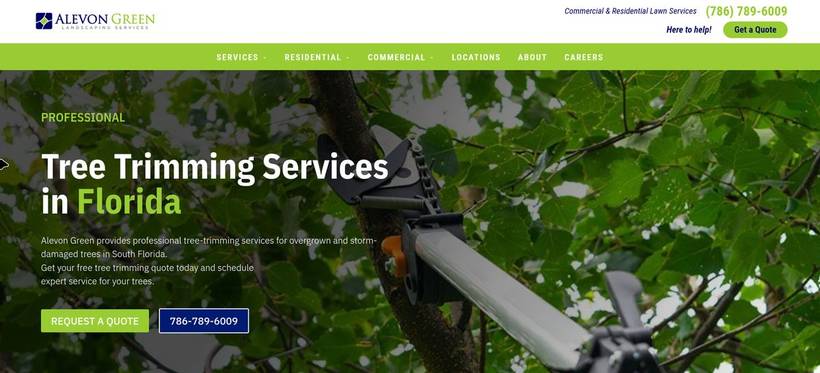 ALEVON GREEN
LANDSCAPING SERVICES
Commercial & Residential Lawn Services
(786) 789-6009
Here to help!
Get a Quote
SERVICES
RESIDENTIAL
COMMERCIAL
LOCATIONS
ABOUT
CAREERS
PROFESSIONAL
Tree Trimming Services
in Florida
Alevon Green provides professional tree-trimming services for overgrown and storm-
damaged trees in South Florida.
Get your free tree trimming quote today and schedule
expert service for your trees.
REQUEST A QUOTE
786-789-6009